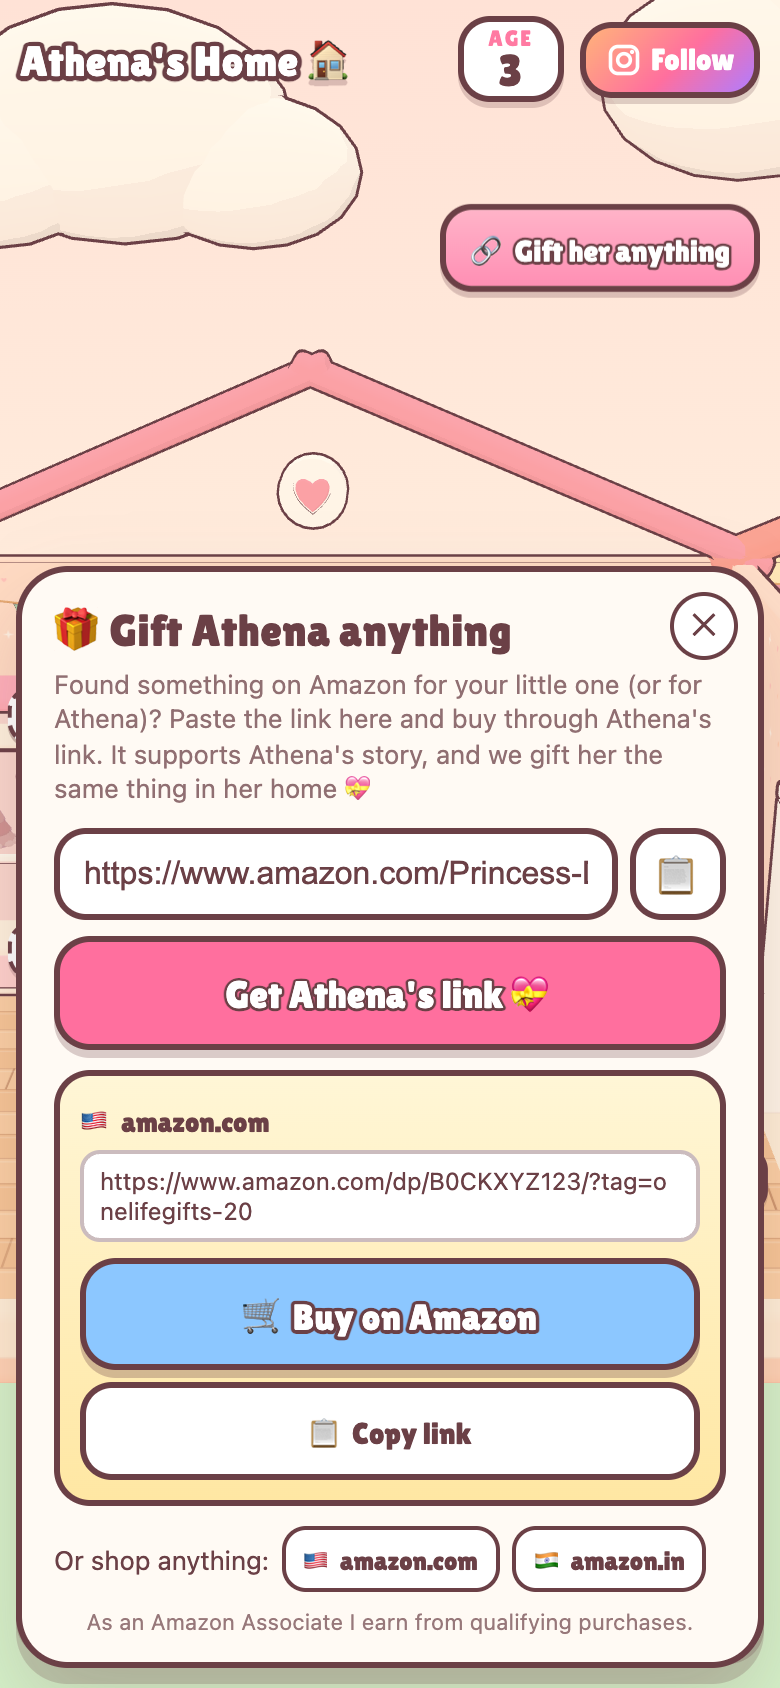 Athena's Home
AGE
3
Follow
Gift her anything
Gift Athena anything
Found something on Amazon for your little one (or for
Athena)? Paste the link here and buy through Athena's
link. It supports Athena's story, and we gift her the
same thing in her home 💝
https://www.amazon.com/Princess-I
Get Athena's link 💝
amazon.com
https://www.amazon.com/dp/B0CKXYZ123/?tag=o
nelifegifts-20
Buy on Amazon
Copy link
Or shop anything:
amazon.com
amazon.in
As an Amazon Associate I earn from qualifying purchases.